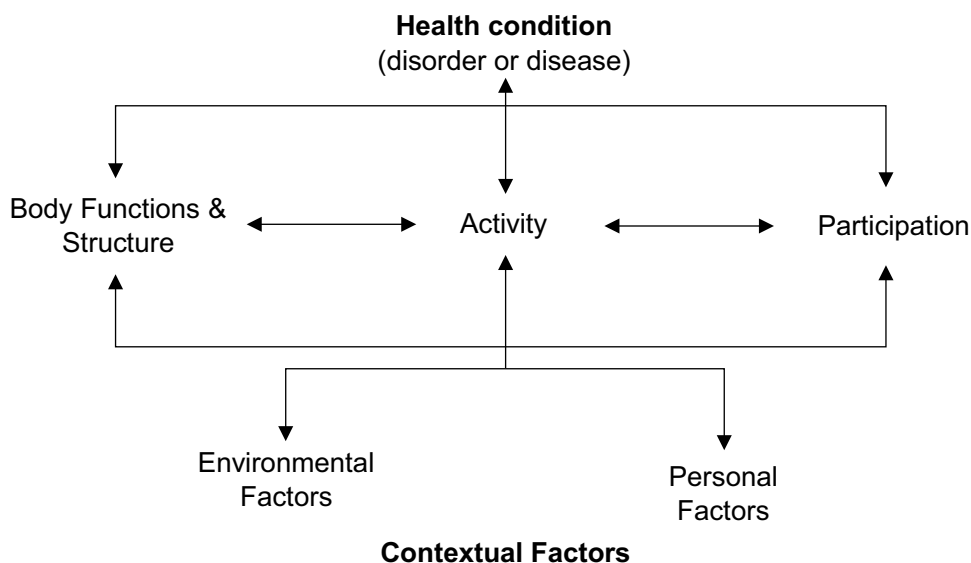 Health condition
(disorder or disease)
Body Functions &
Structure
Activity
Participation
Environmental
Factors
Personal
Factors
Contextual Factors